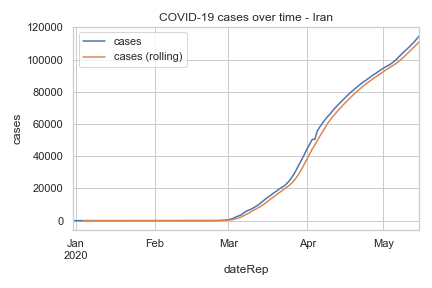 COVID-19 cases over time - Iran
cases
cases (rolling)
120000
100000
80000
60000
40000
20000
0
cases
Jan
2020
Feb
Mar
Apr
May
dateRep